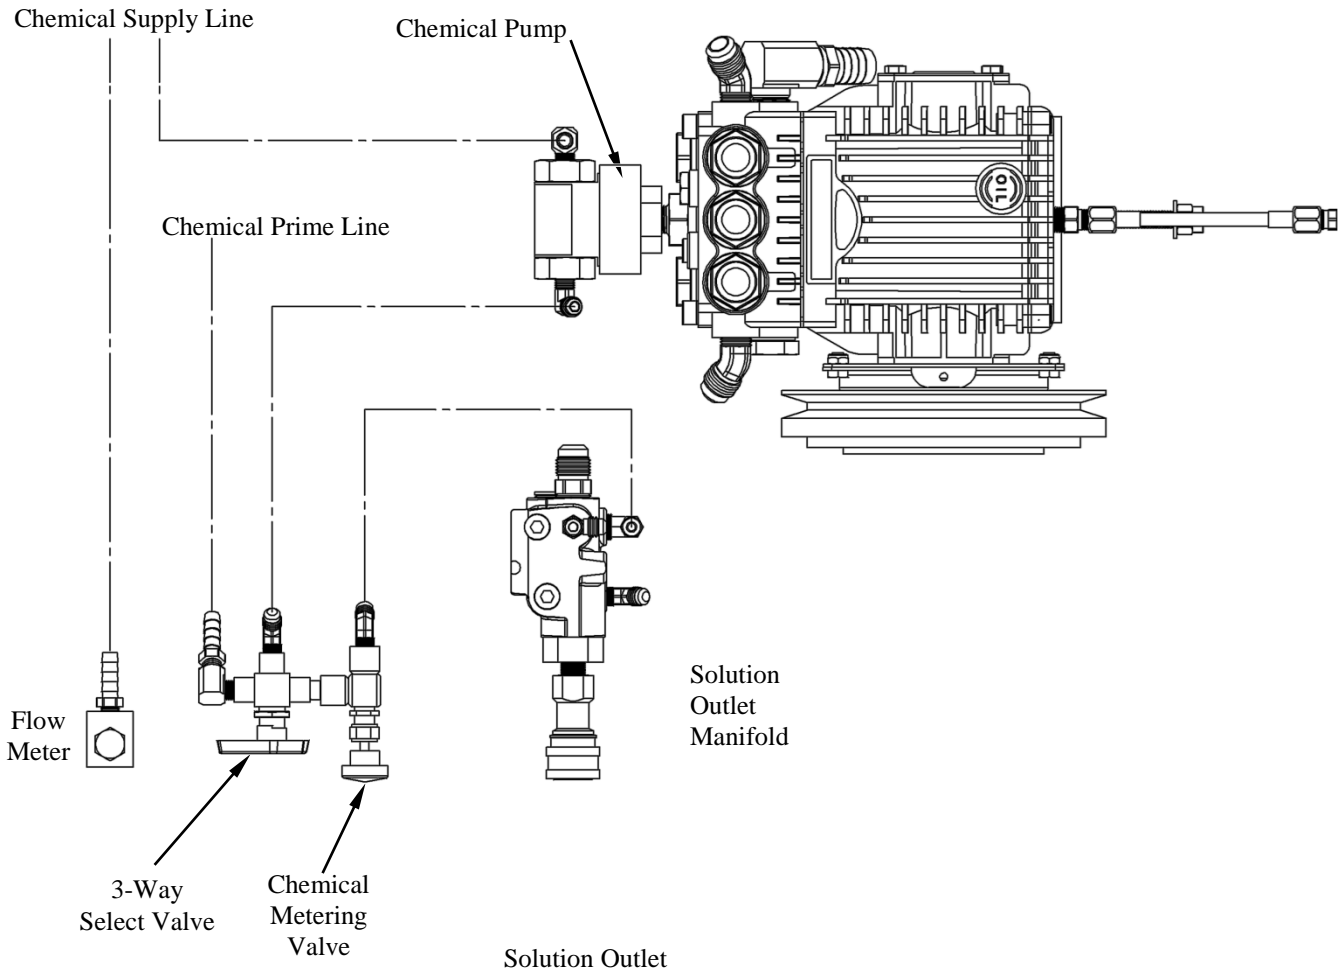 Chemical Supply Line
Chemical Pump
OIL
Chemical Prime Line
Solution
Outlet
Manifold
Flow
Meter
3-Way
Select Valve
Chemical
Metering
Valve
Solution Outlet